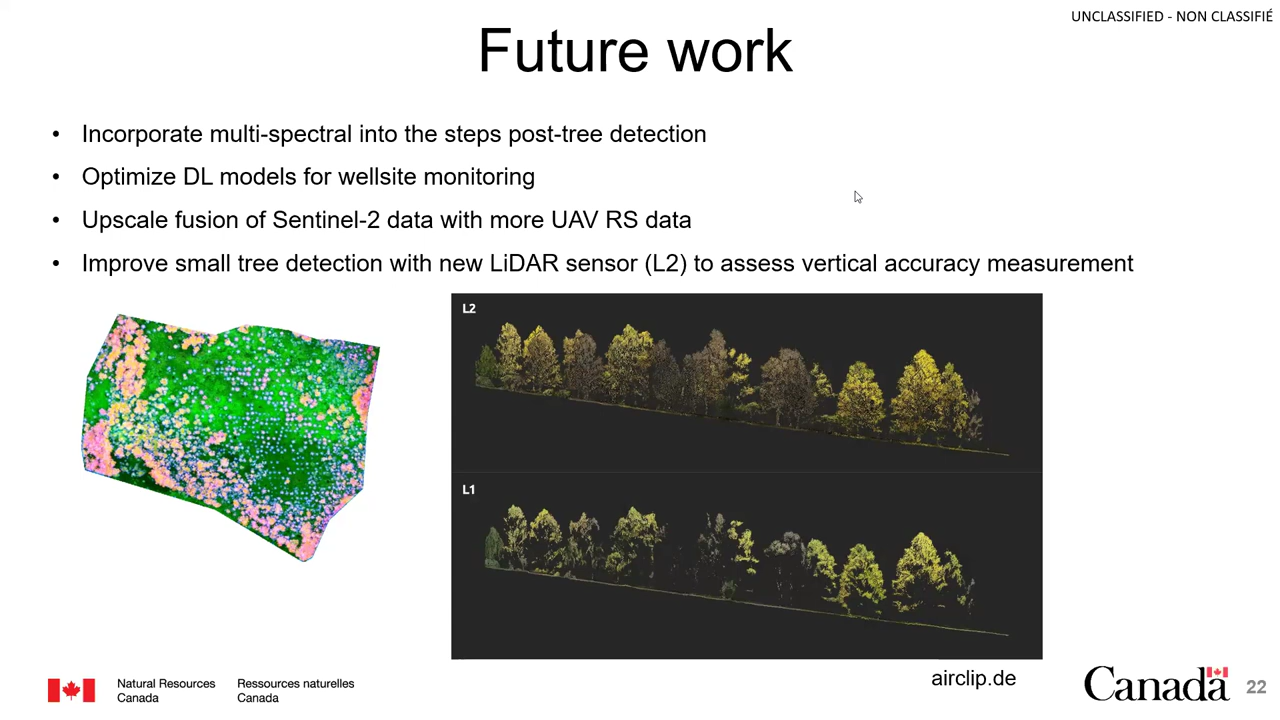 UNCLASSIFIED - NON CLASSIFIÉ
Future work
• Incorporate multi-spectral into the steps post-tree detection
• Optimize DL models for wellsite monitoring
• Upscale fusion of Sentinel-2 data with more UAV RS data
• Improve small tree detection with new LiDAR sensor (L2) to assess vertical accuracy measurement
L2
L1
airclip.de
Natural Resources Canada
Ressources naturelles Canada
Canada
22